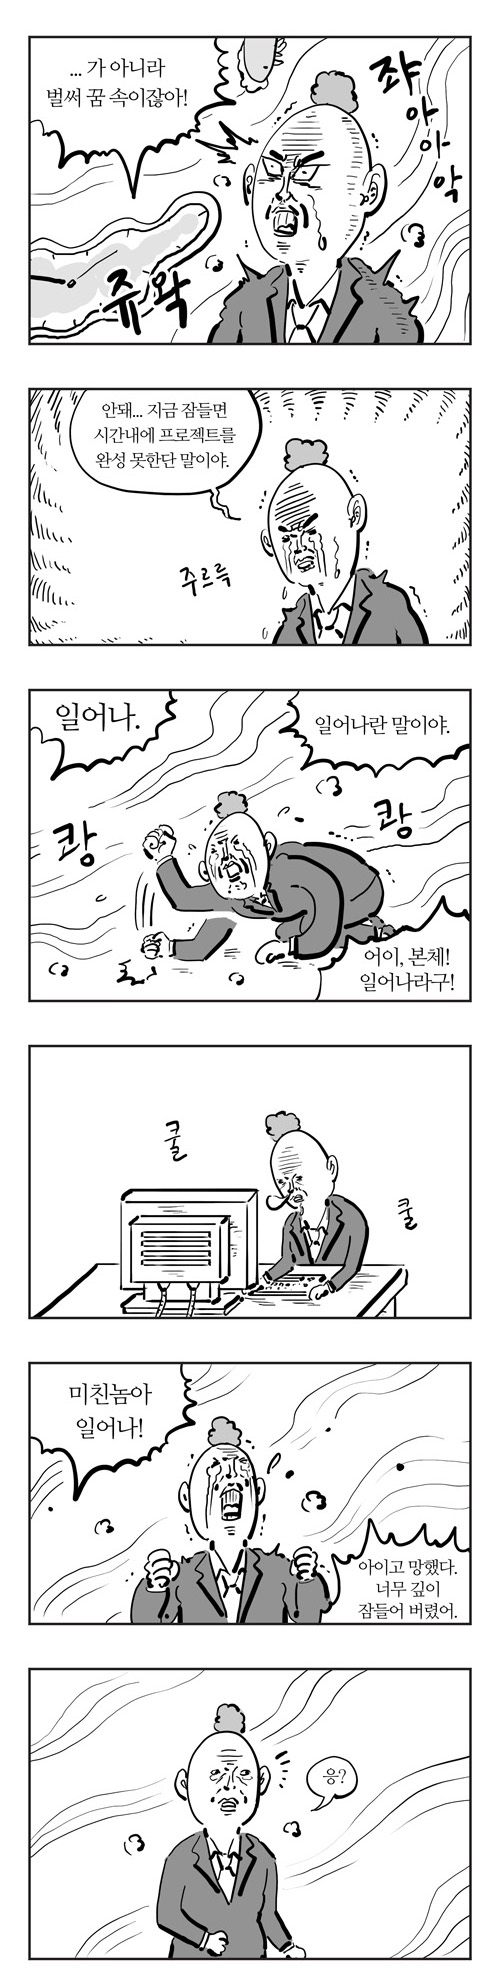 ... 가 아니라
벌써 꿈 속이잖아!
쟈
아
아
악
쥬왁
안돼... 지금 잠들면
시간내에 프로젝트를
완성 못한단 말이야.
주르륵
일어나.
일어나란 말이야.
쾅
쾅
어이, 본체!
일어나라구!
쿨
쿨
미친놈아
일어나!
아이고 망했다.
너무 깊이
잠들어 버렸어.
응?